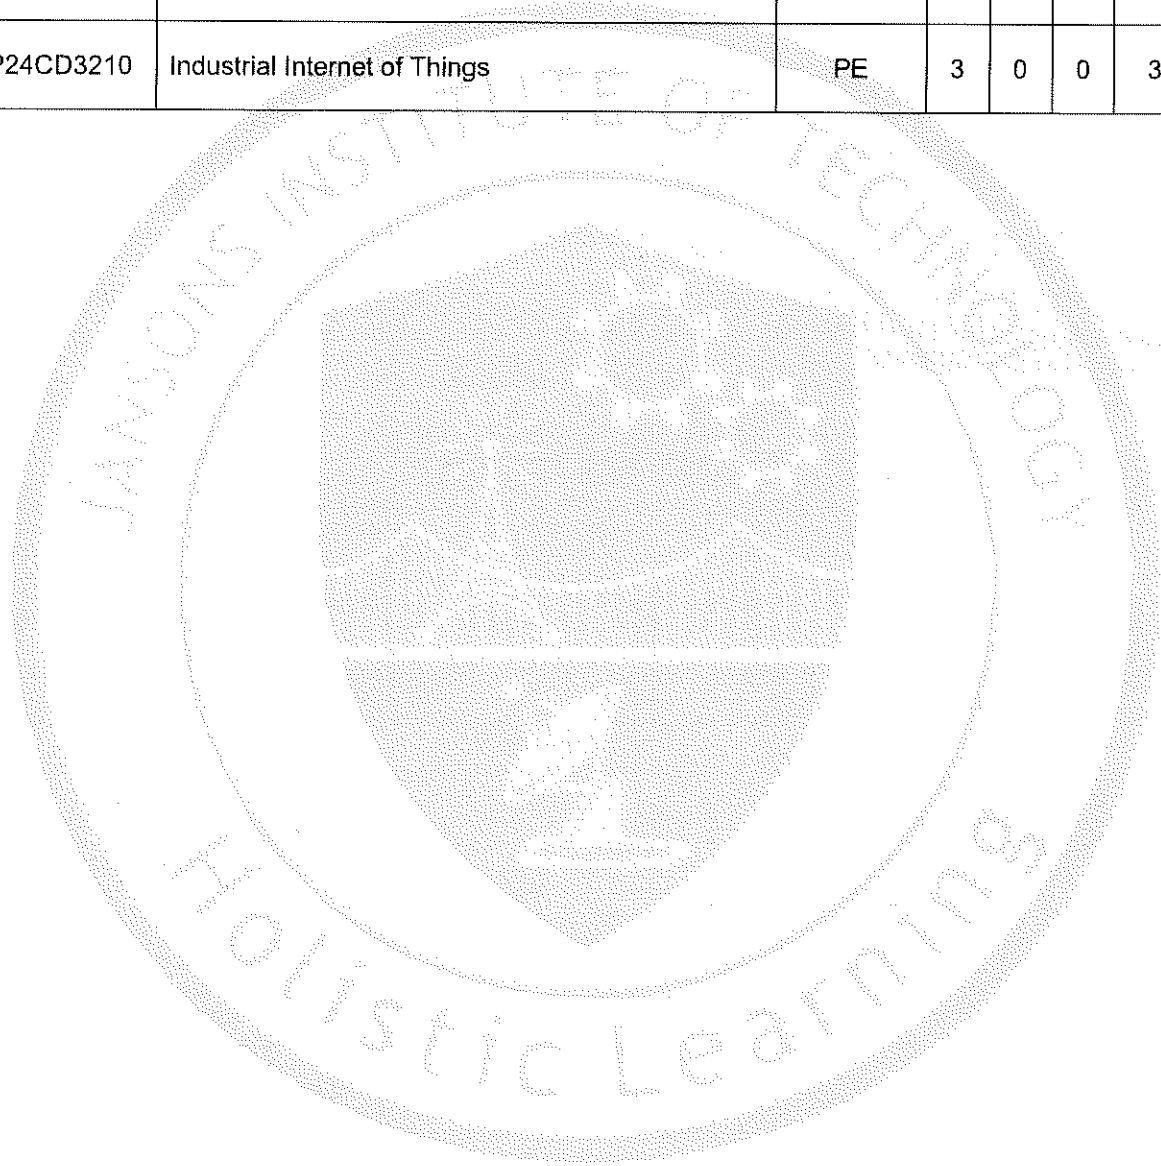 P24CD3210 Industrial Internet of Things PE 3 0 0 3
JANSONS INSTITUTE OF TECHNOLOGY
Holistic Learning